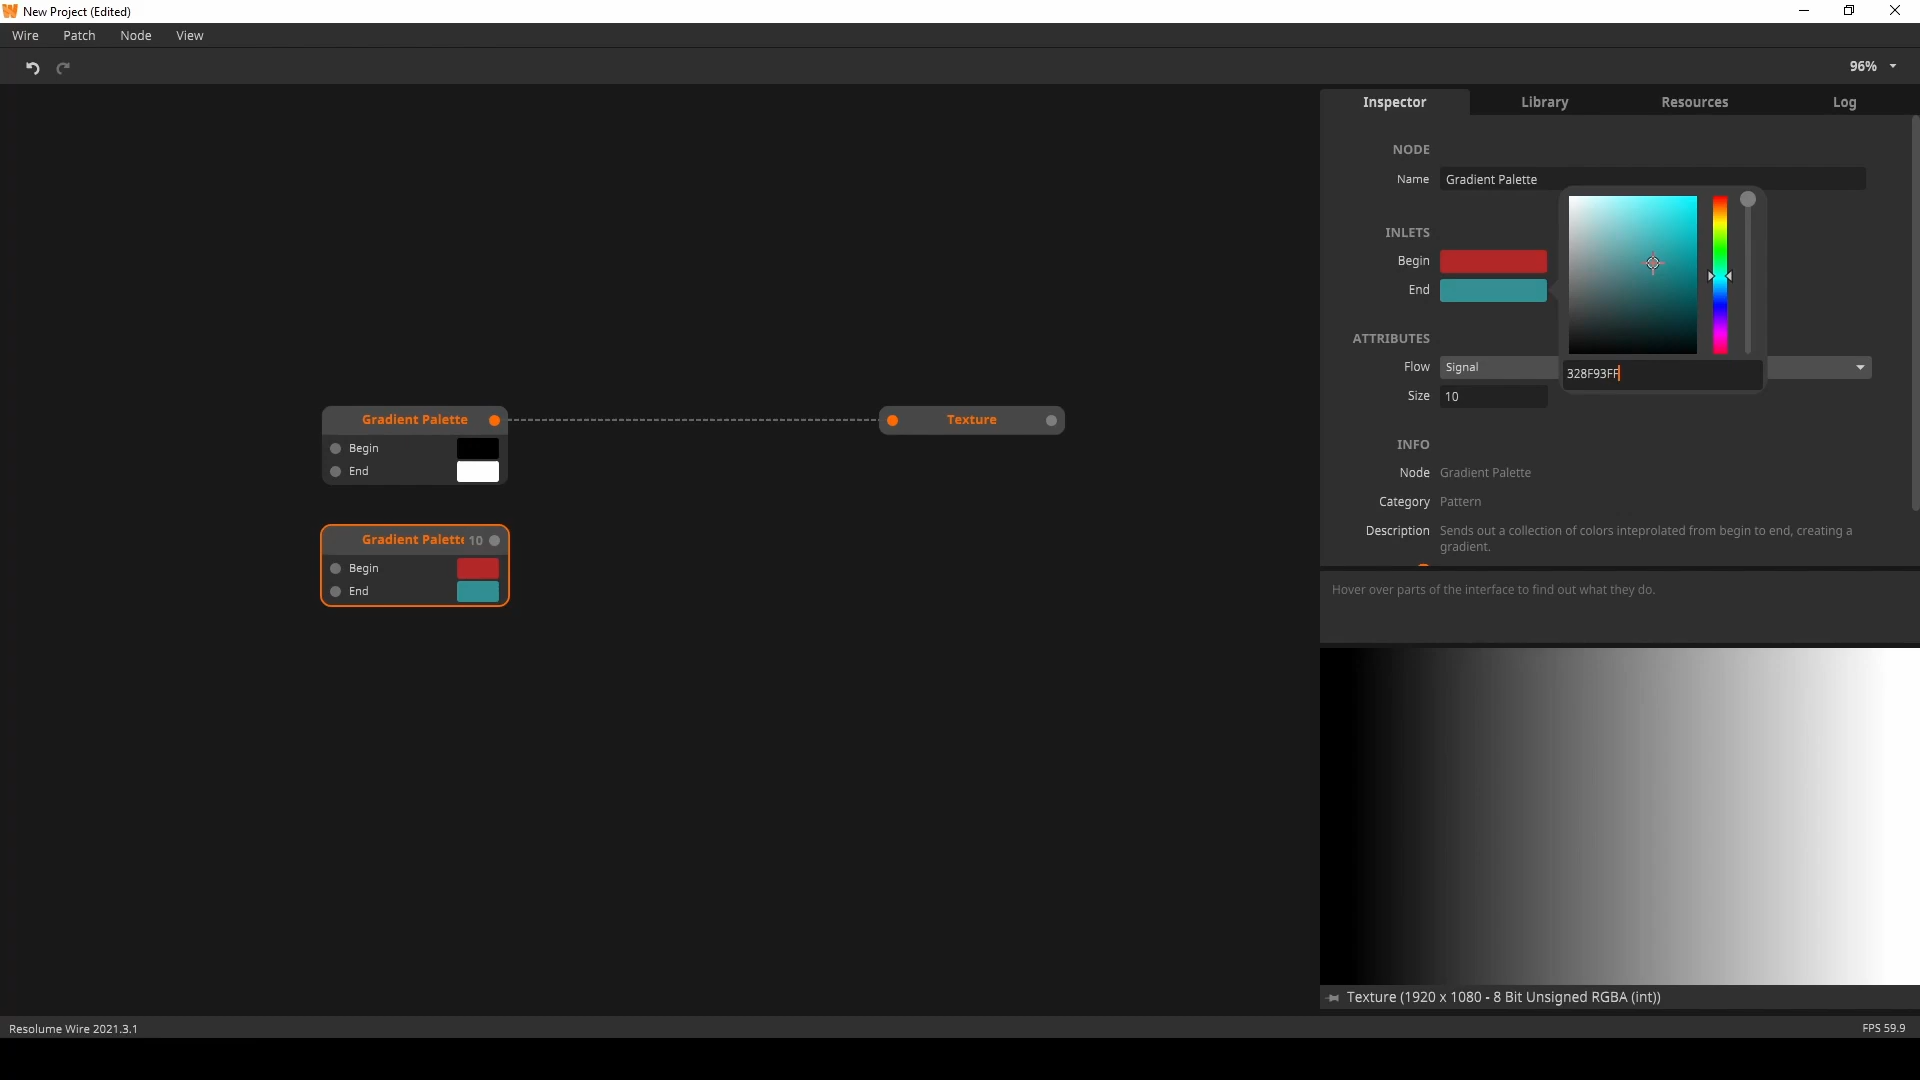 New Project (Edited)
Wire Patch Node View
96%
Inspector Library Resources Log
NODE
Name Gradient Palette
INLETS
Begin
End
ATTRIBUTES
Flow Signal
328F93FF
Size 10
INFO
Node Gradient Palette
Category Pattern
Description Sends out a collection of colors inteprolated from begin to end, creating a
gradient.
Gradient Palette
Begin
End
Texture
Gradient Palette 10
Begin
End
Hover over parts of the interface to find out what they do.
Texture (1920 x 1080 - 8 Bit Unsigned RGBA (int))
Resolume Wire 2021.3.1
FPS 59.9